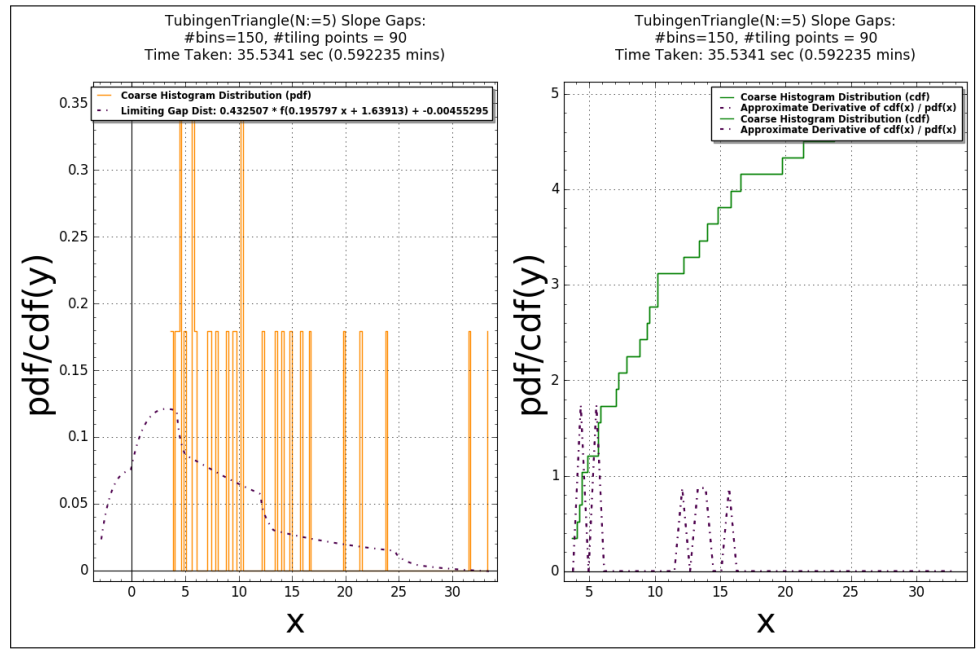 TubingenTriangle(N:=5) Slope Gaps:
#bins=150, #tiling points = 90
Time Taken: 35.5341 sec (0.592235 mins)
Coarse Histogram Distribution (pdf)
Limiting Gap Dist: 0.432507 * f(0.195797 x + 1.63913) + -0.00455295
pdf/cdf(y)
0.35
0.3
0.25
0.2
0.15
0.1
0.05
0
0 5 10 15 20 25 30
x
TubingenTriangle(N:=5) Slope Gaps:
#bins=150, #tiling points = 90
Time Taken: 35.5341 sec (0.592235 mins)
Coarse Histogram Distribution (cdf)
Approximate Derivative of cdf(x) / pdf(x)
Coarse Histogram Distribution (cdf)
Approximate Derivative of cdf(x) / pdf(x)
pdf/cdf(y)
5
4
3
2
1
0
5 10 15 20 25 30
x